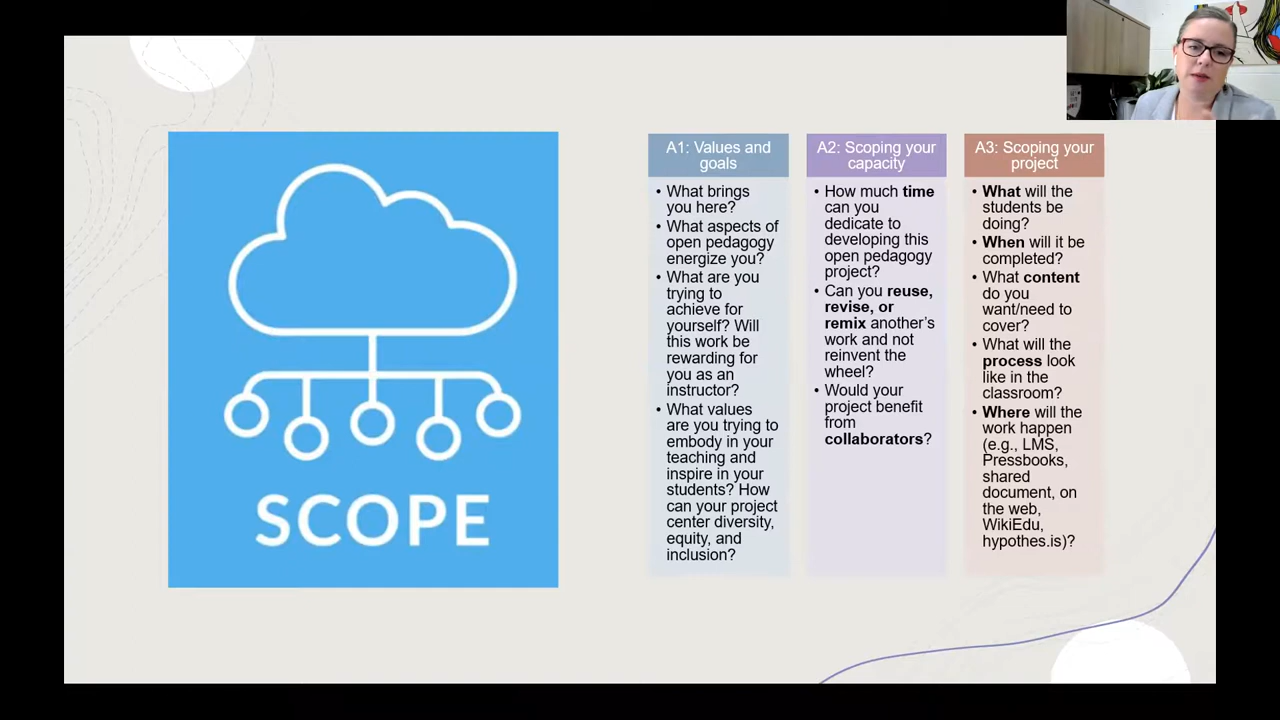 SCOPE
A1: Values and
goals
• What brings
you here?
• What aspects of
open pedagogy
energize you?
• What are you
trying to
achieve for
yourself? Will
this work be
rewarding for
you as an
instructor?
• What values
are you trying to
embody in your
teaching and
inspire in your
students? How
can your project
center diversity,
equity, and
inclusion?
A2: Scoping your
capacity
• How much time
can you
dedicate to
developing this
open pedagogy
project?
• Can you reuse,
revise, or
remix another's
work and not
reinvent the
wheel?
• Would your
project benefit
from
collaborators?
A3: Scoping your
project
• What will the
students be
doing?
• When will it be
completed?
• What content
do you
want/need to
cover?
• What will the
process look
like in the
classroom?
• Where will the
work happen
(e.g., LMS,
Pressbooks,
shared
document, on
the web,
WikiEdu,
hypothes.is)?